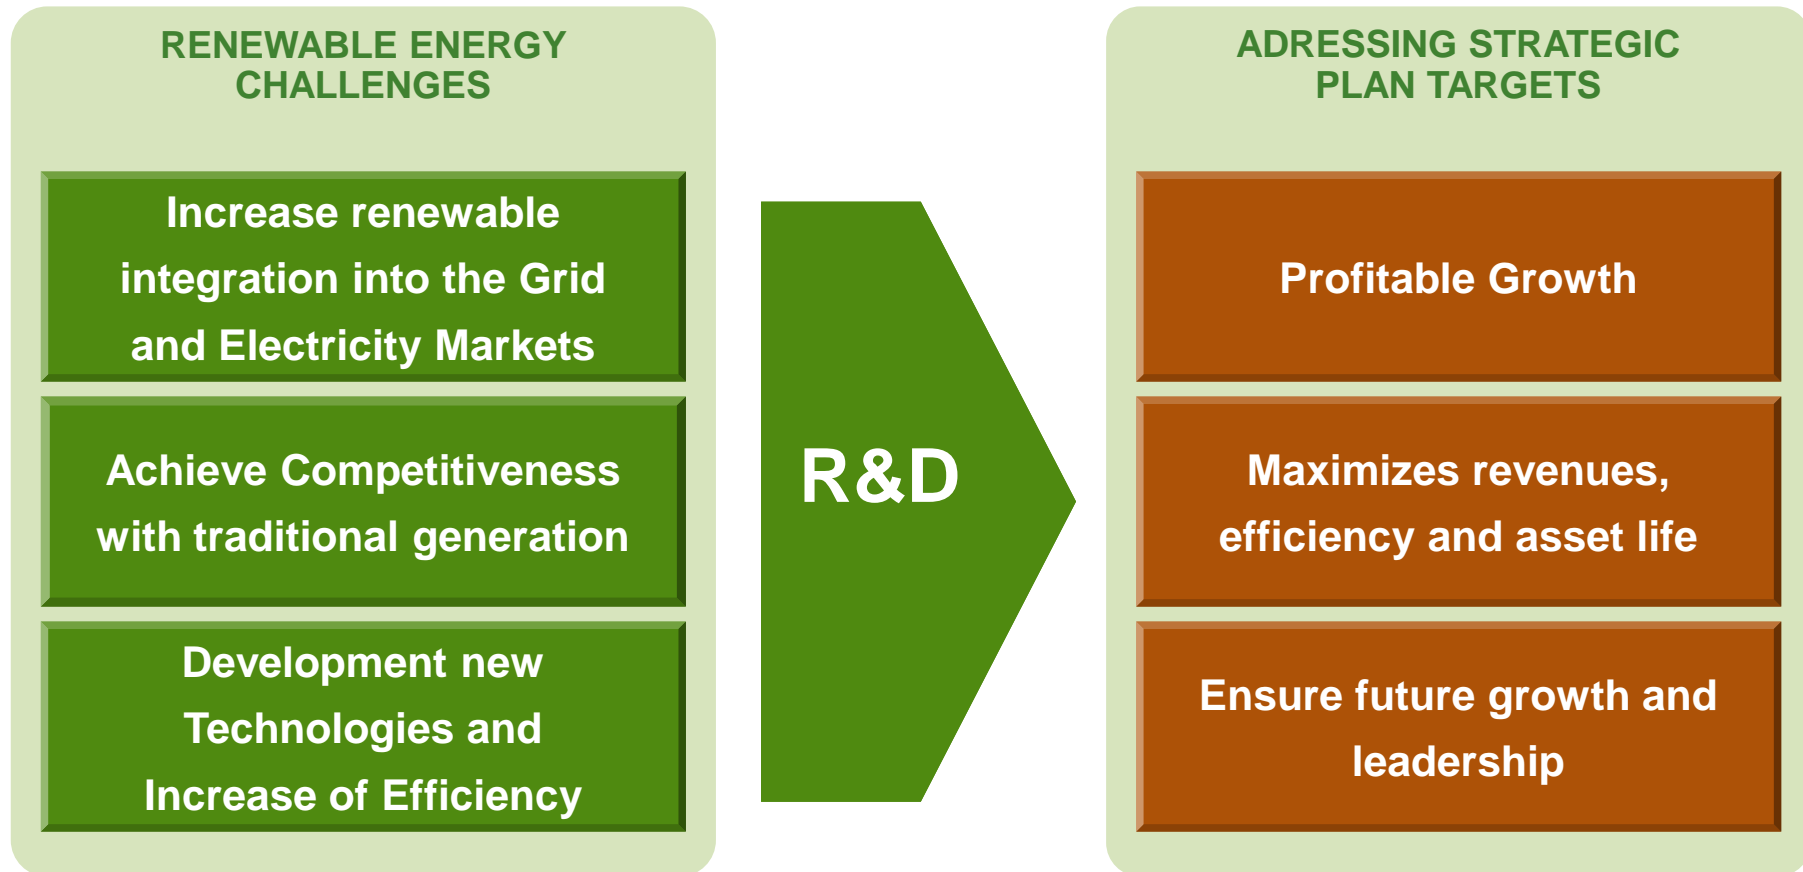 RENEWABLE ENERGY
CHALLENGES
Increase renewable
integration into the Grid
and Electricity Markets
Achieve Competitiveness
with traditional generation
Development new
Technologies and
Increase of Efficiency
R&D
ADRESSING STRATEGIC
PLAN TARGETS
Profitable Growth
Maximizes revenues,
efficiency and asset life
Ensure future growth and
leadership